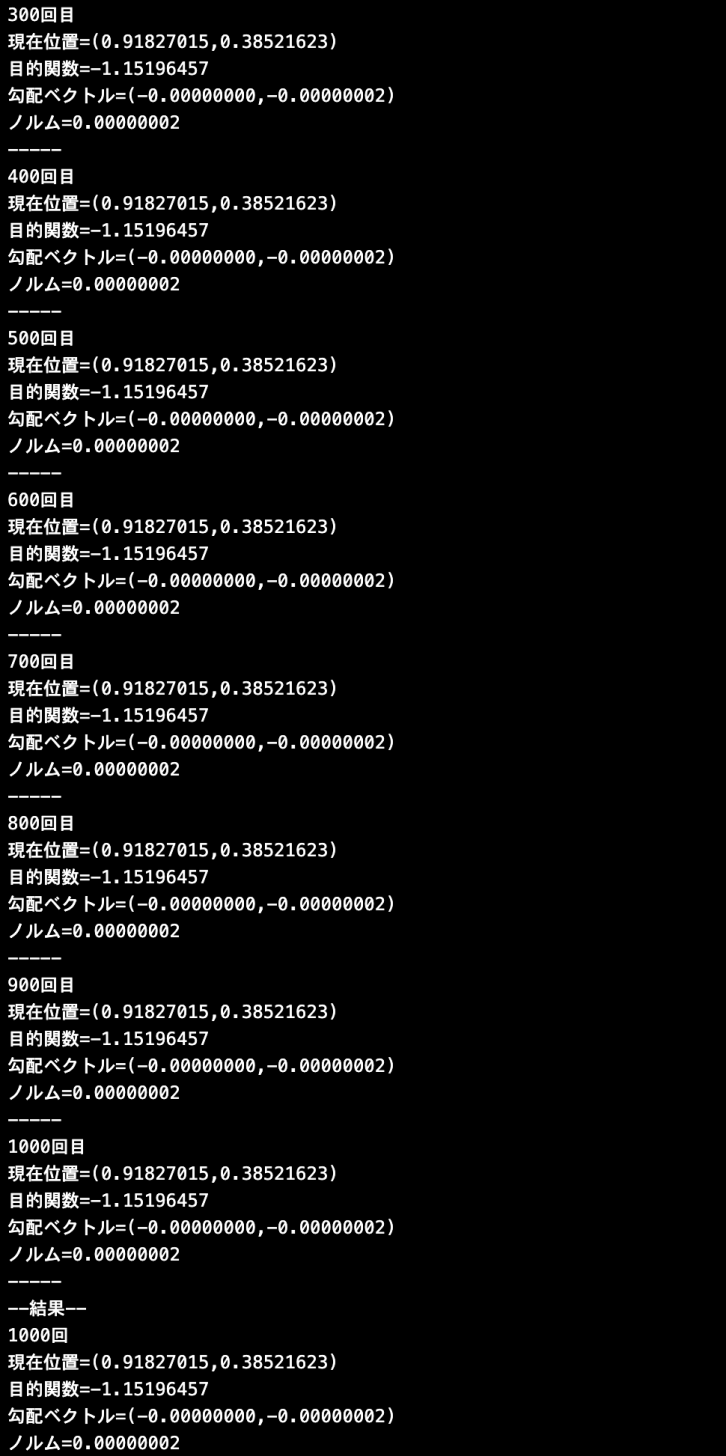 300回目
現在位置=(0.91827015,0.38521623)
目的関数=-1.15196457
勾配ベクトル=(-0.00000000,-0.00000002)
ノルム=0.00000002
-----
400回目
現在位置=(0.91827015,0.38521623)
目的関数=-1.15196457
勾配ベクトル=(-0.00000000,-0.00000002)
ノルム=0.00000002
-----
500回目
現在位置=(0.91827015,0.38521623)
目的関数=-1.15196457
勾配ベクトル=(-0.00000000,-0.00000002)
ノルム=0.00000002
-----
600回目
現在位置=(0.91827015,0.38521623)
目的関数=-1.15196457
勾配ベクトル=(-0.00000000,-0.00000002)
ノルム=0.00000002
-----
700回目
現在位置=(0.91827015,0.38521623)
目的関数=-1.15196457
勾配ベクトル=(-0.00000000,-0.00000002)
ノルム=0.00000002
-----
800回目
現在位置=(0.91827015,0.38521623)
目的関数=-1.15196457
勾配ベクトル=(-0.00000000,-0.00000002)
ノルム=0.00000002
-----
900回目
現在位置=(0.91827015,0.38521623)
目的関数=-1.15196457
勾配ベクトル=(-0.00000000,-0.00000002)
ノルム=0.00000002
-----
1000回目
現在位置=(0.91827015,0.38521623)
目的関数=-1.15196457
勾配ベクトル=(-0.00000000,-0.00000002)
ノルム=0.00000002
-----
--結果--
1000回
現在位置=(0.91827015,0.38521623)
目的関数=-1.15196457
勾配ベクトル=(-0.00000000,-0.00000002)
ノルム=0.00000002